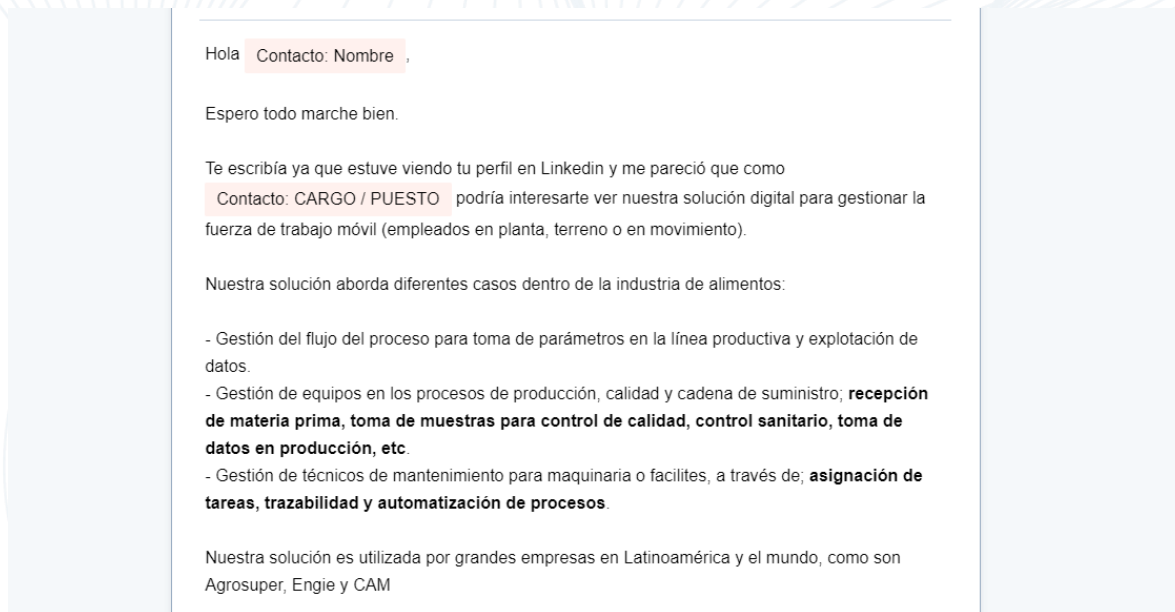 Hola Contacto: Nombre ,
Espero todo marche bien.
Te escribía ya que estuve viendo tu perfil en Linkedin y me pareció que como
Contacto: CARGO / PUESTO podría interesarte ver nuestra solución digital para gestionar la
fuerza de trabajo móvil (empleados en planta, terreno o en movimiento).
Nuestra solución aborda diferentes casos dentro de la industria de alimentos:
- Gestión del flujo del proceso para toma de parámetros en la línea productiva y explotación de
datos.
- Gestión de equipos en los procesos de producción, calidad y cadena de suministro; recepción
de materia prima, toma de muestras para control de calidad, control sanitario, toma de
datos en producción, etc.
- Gestión de técnicos de mantenimiento para maquinaria o facilites, a través de; asignación de
tareas, trazabilidad y automatización de procesos.
Nuestra solución es utilizada por grandes empresas en Latinoamérica y el mundo, como son
Agrosuper, Engie y CAM